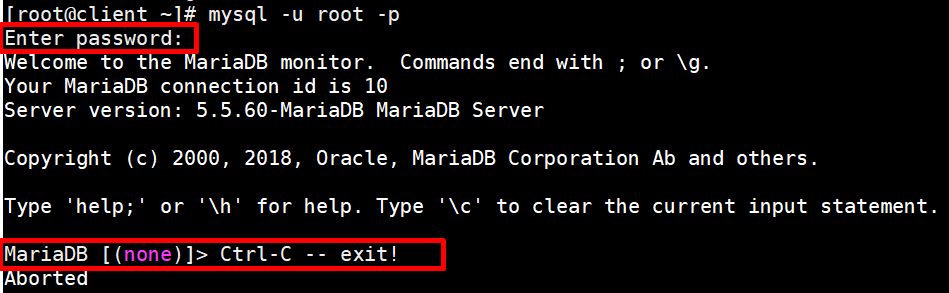 [root@client ~]# mysql -u root -p
Enter password:
Welcome to the MariaDB monitor.  Commands end with ; or \g.
Your MariaDB connection id is 10
Server version: 5.5.60-MariaDB MariaDB Server
Copyright (c) 2000, 2018, Oracle, MariaDB Corporation Ab and others.
Type 'help;' or '\h' for help. Type '\c' to clear the current input statement.
MariaDB [(none)]> Ctrl-C -- exit!
Aborted